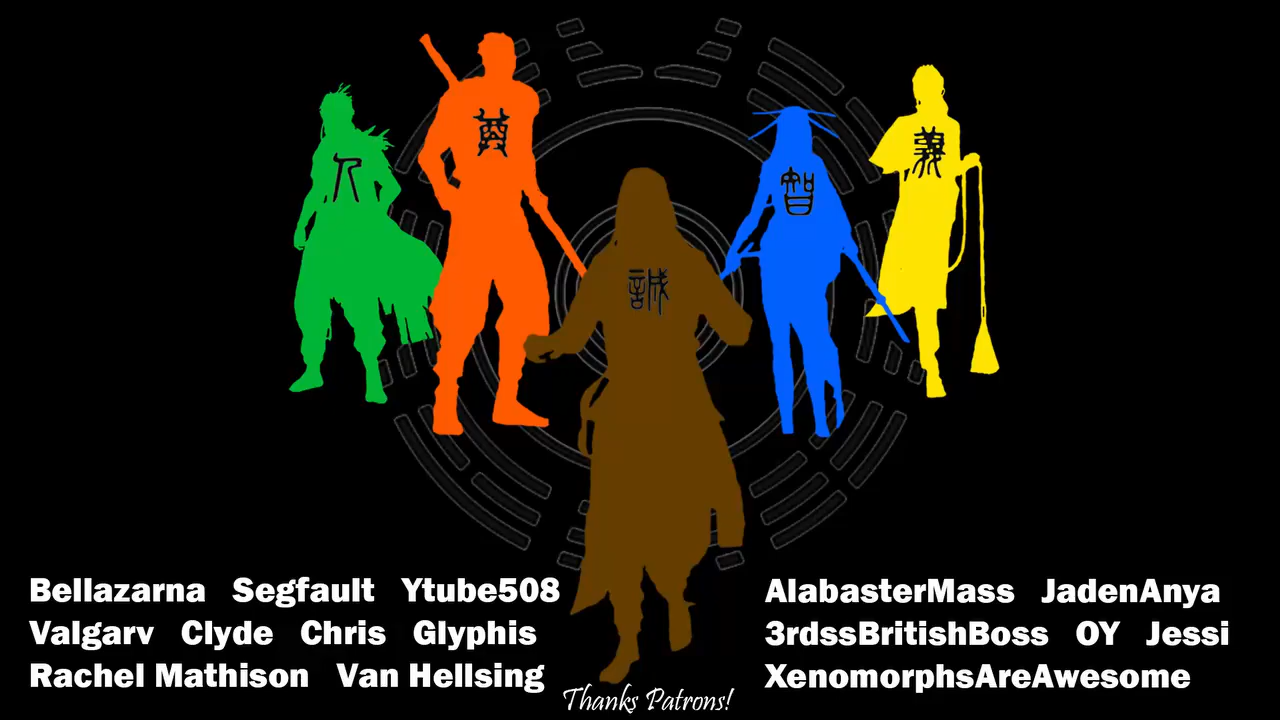 人
義
智
誠
Bellazarna Segfault Ytube508
Valgarv Clyde Chris Glyphis
Rachel Mathison Van Hellsing
AlabasterMass JadenAnya
3rdssBritishBoss OY Jessi
XenomorphsAreAwesome
Thanks Patrons!